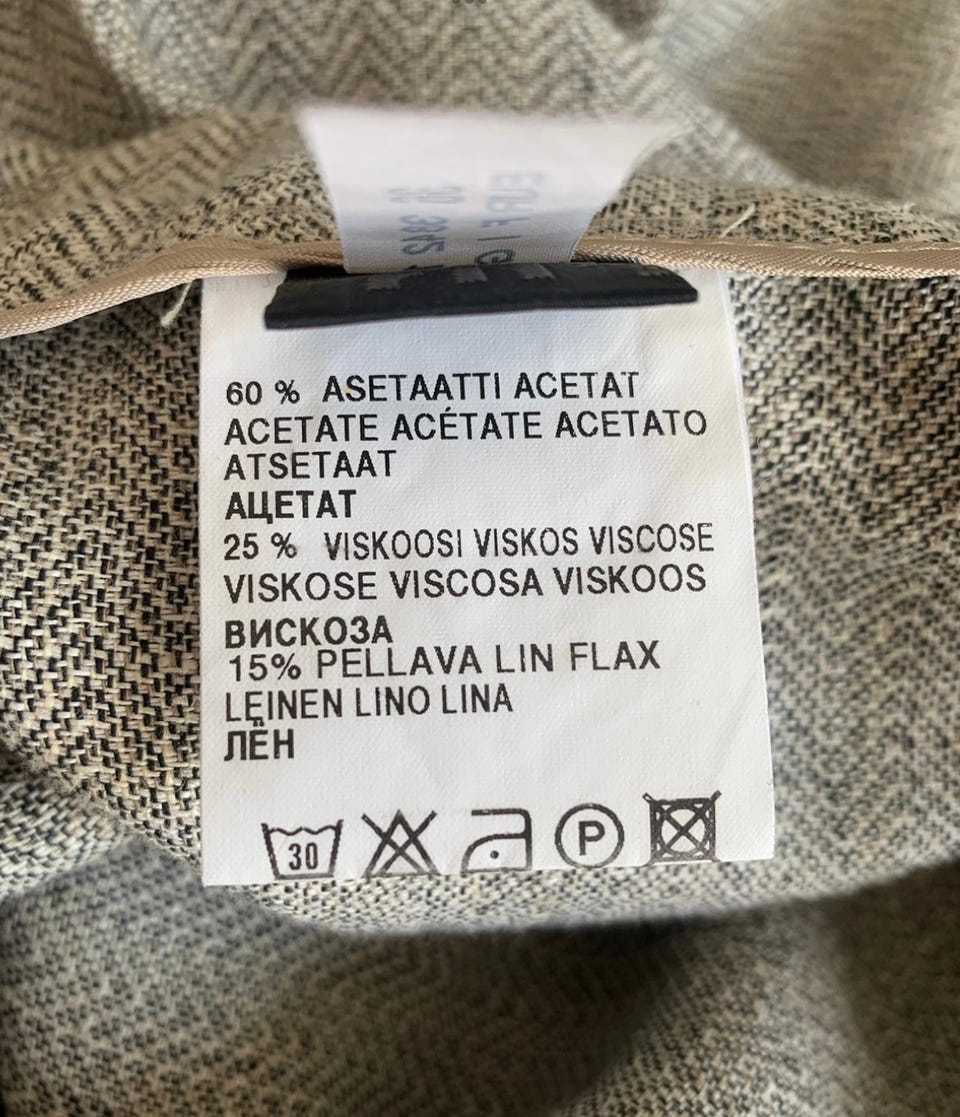 60 % ASETAATTI ACETAT
ACETATE ACÉTATE ACETATO
ATSETAAT
АЦЕТАТ
25 % VISKOOSI VISKOS VISCOSE
VISKOSE VISCOSA VISKOOS
ВИСКОЗА
15% PELLAVA LIN FLAX
LEINEN LINO LINA
ЛЁН
30
P